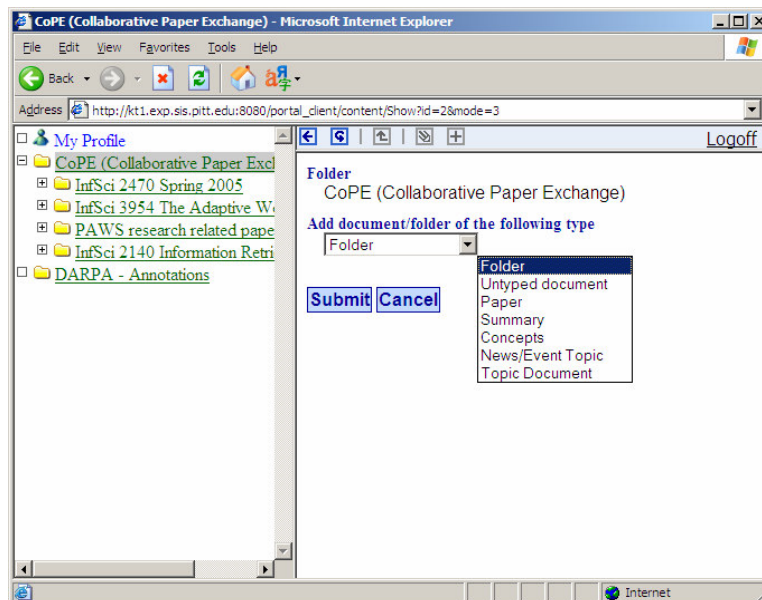 CoPE (Collaborative Paper Exchange) - Microsoft Internet Explorer
File Edit View Favorites Tools Help
Back
Address http://kt1.exp.sis.pitt.edu:8080/portal_client/content/Show?id=2&mode=3
My Profile
CoPE (Collaborative Paper Excl
InfSci 2470 Spring 2005
InfSci 3954 The Adaptive We
PAWS research related pape
InfSci 2140 Information Retri
DARPA - Annotations
Logoff
Folder
CoPE (Collaborative Paper Exchange)
Add document/folder of the following type
Folder
Folder
Untyped document
Paper
Summary
Concepts
News/Event Topic
Topic Document
Submit Cancel
Internet